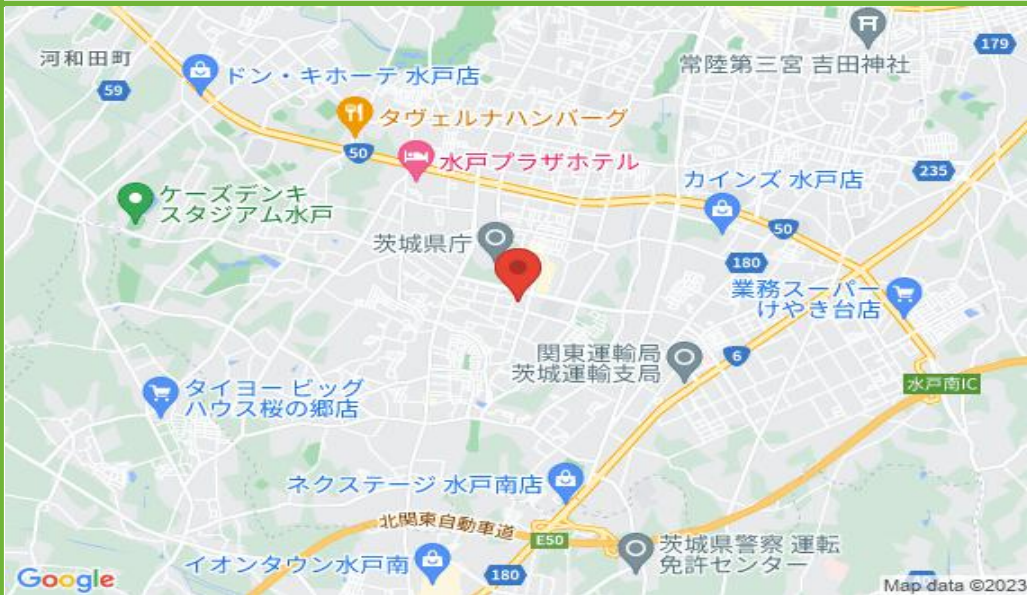 179
河和田町
常陸第三宮 吉田神社
ドン・キホーテ 水戸店
59
タヴェルナハンバーグ
50
水戸プラザホテル
235
カインズ 水戸店
ケーズデンキ
スタジアム水戸
50
茨城県庁
180
業務スーパー
けやき台店
関東運輸局
茨城運輸支局
6
水戸南IC
タイヨー ビッグ
ハウス桜の郷店
ネクステージ 水戸南店
北関東自動車道
E50
茨城県警察 運転
免許センター
イオンタウン水戸南
180
Google
Map data ©2023